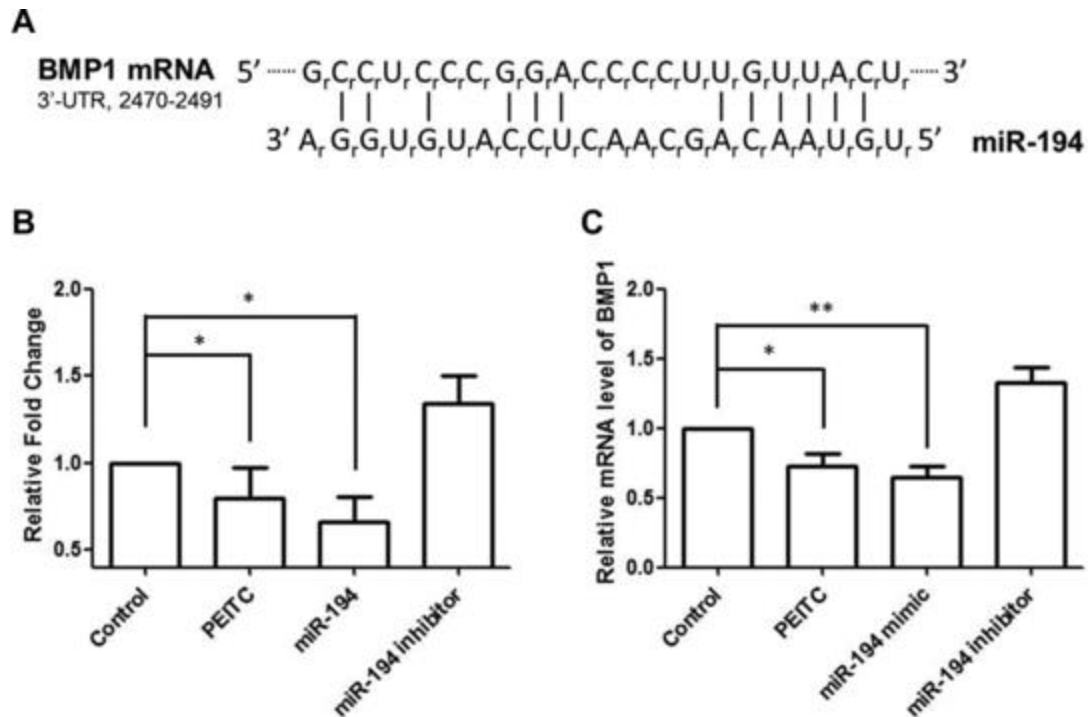 A
BMP1 mRNA 5′ ······ GrCrCrUrCrCrCrGrGrArCrCrCrCrUrUrGrUrUrArCrUr ······ 3′
3′-UTR, 2470-2491
3′ ArGrGrUrGrUrArCrCrUrCrArArCrGrArCrArArUrGrUr 5′ miR-194
B
Relative Fold Change
2.0
1.5
1.0
0.5
*
*
Control
PEITC
miR-194
miR-194 inhibitor
C
Relative mRNA level of BMP1
2.0
1.5
1.0
0.5
0.0
**
*
Control
PEITC
miR-194 mimic
miR-194 inhibitor